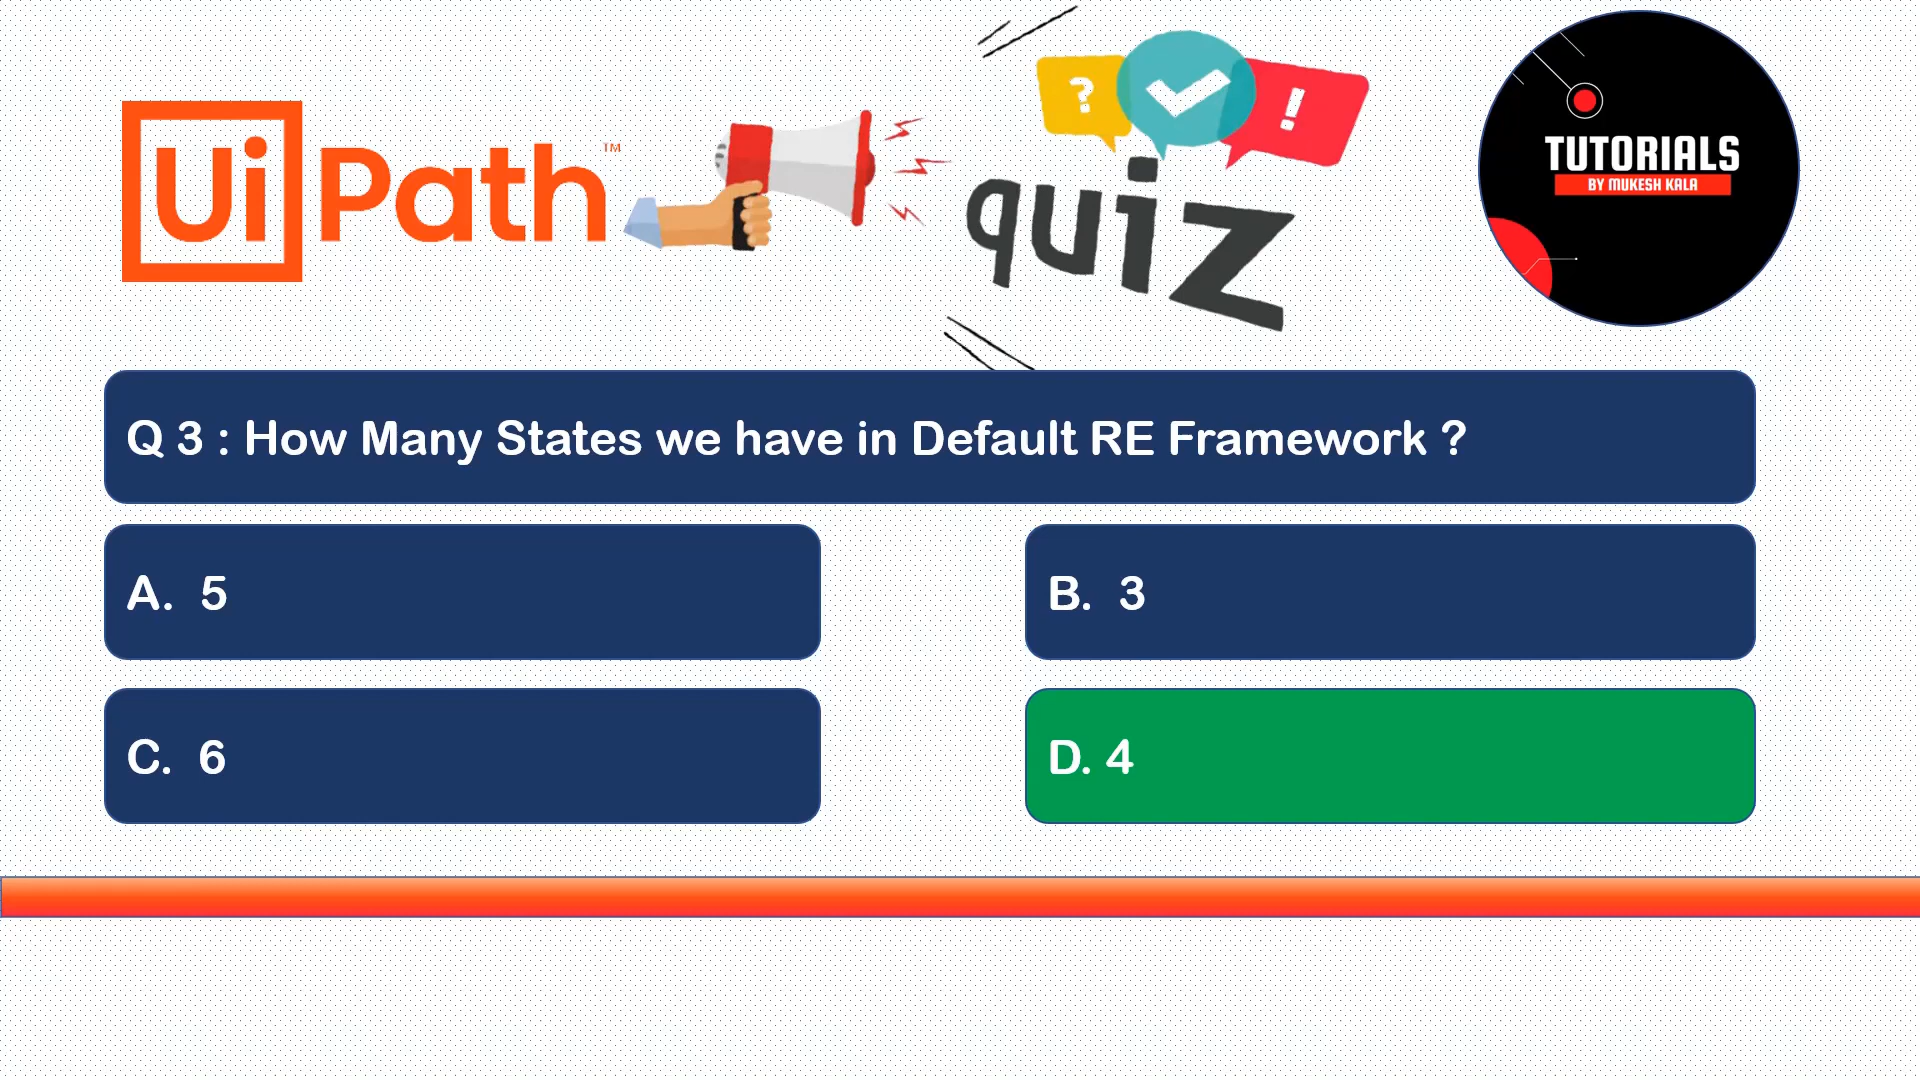 UiPath™
?
!
quiz
TUTORIALS
BY MUKESH KALA
Q 3 : How Many States we have in Default RE Framework ?
A. 5
B. 3
C. 6
D. 4